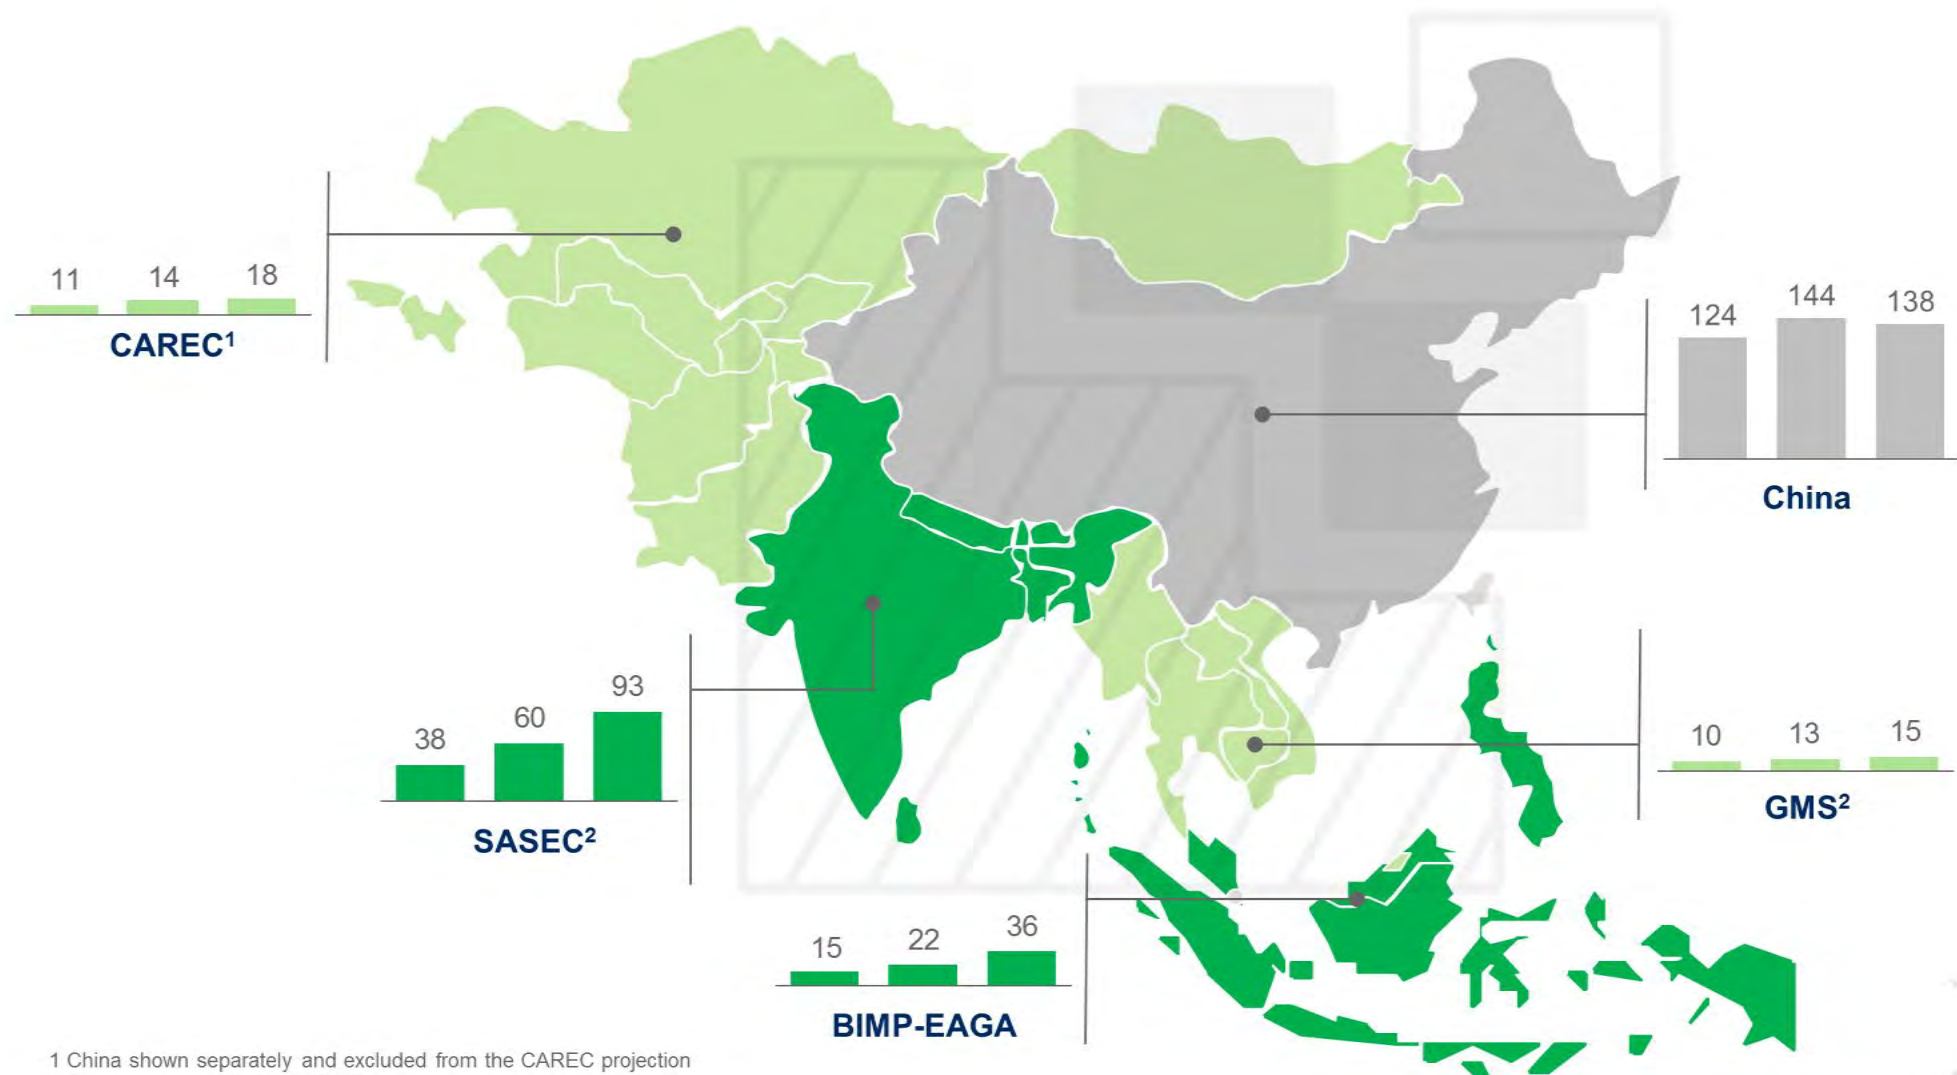 11 14 18
CAREC¹
124 144 138
China
38 60 93
SASEC²
10 13 15
GMS²
15 22 36
BIMP-EAGA
1 China shown separately and excluded from the CAREC projection